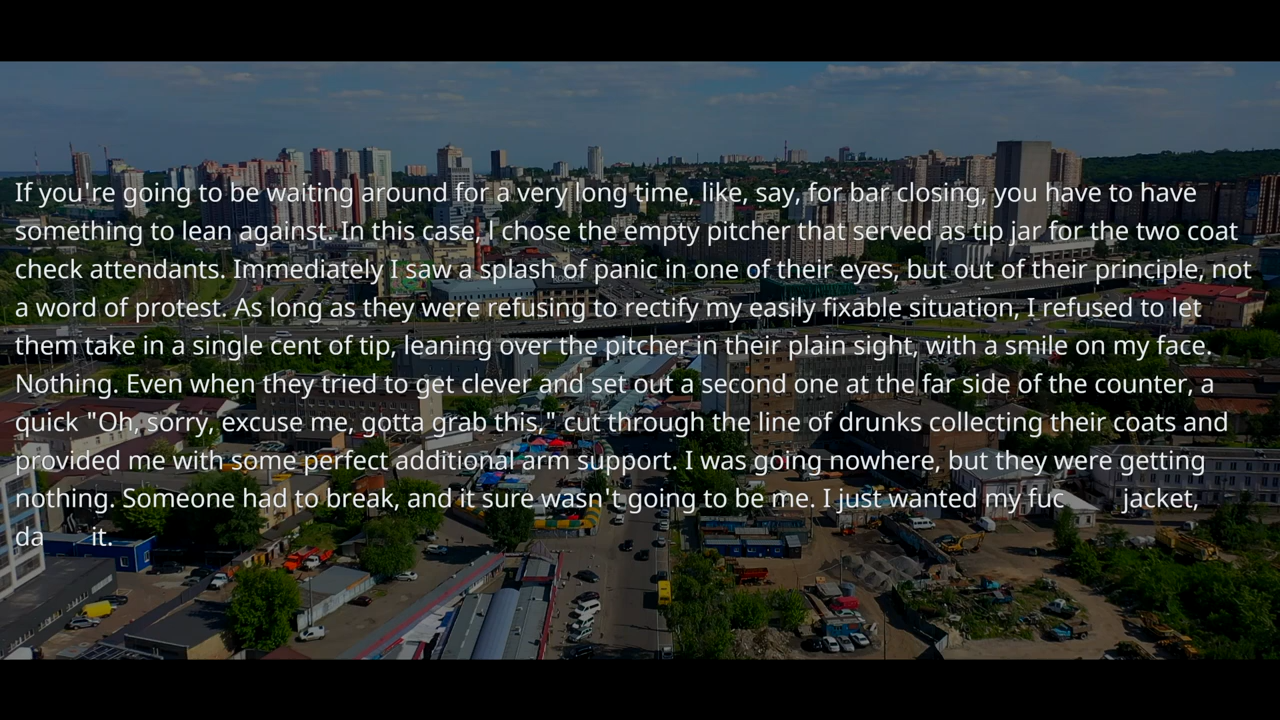 If you're going to be waiting around for a very long time, like, say, for bar closing, you have to have
something to lean against. In this case, I chose the empty pitcher that served as tip jar for the two coat
check attendants. Immediately I saw a splash of panic in one of their eyes, but out of their principle, not
a word of protest. As long as they were refusing to rectify my easily fixable situation, I refused to let
them take in a single cent of tip, leaning over the pitcher in their plain sight, with a smile on my face.
Nothing. Even when they tried to get clever and set out a second one at the far side of the counter, a
quick "Oh, sorry, excuse me, gotta grab this," cut through the line of drunks collecting their coats and
provided me with some perfect additional arm support. I was going nowhere, but they were getting
nothing. Someone had to break, and it sure wasn't going to be me. I just wanted my fuc jacket,
da it.